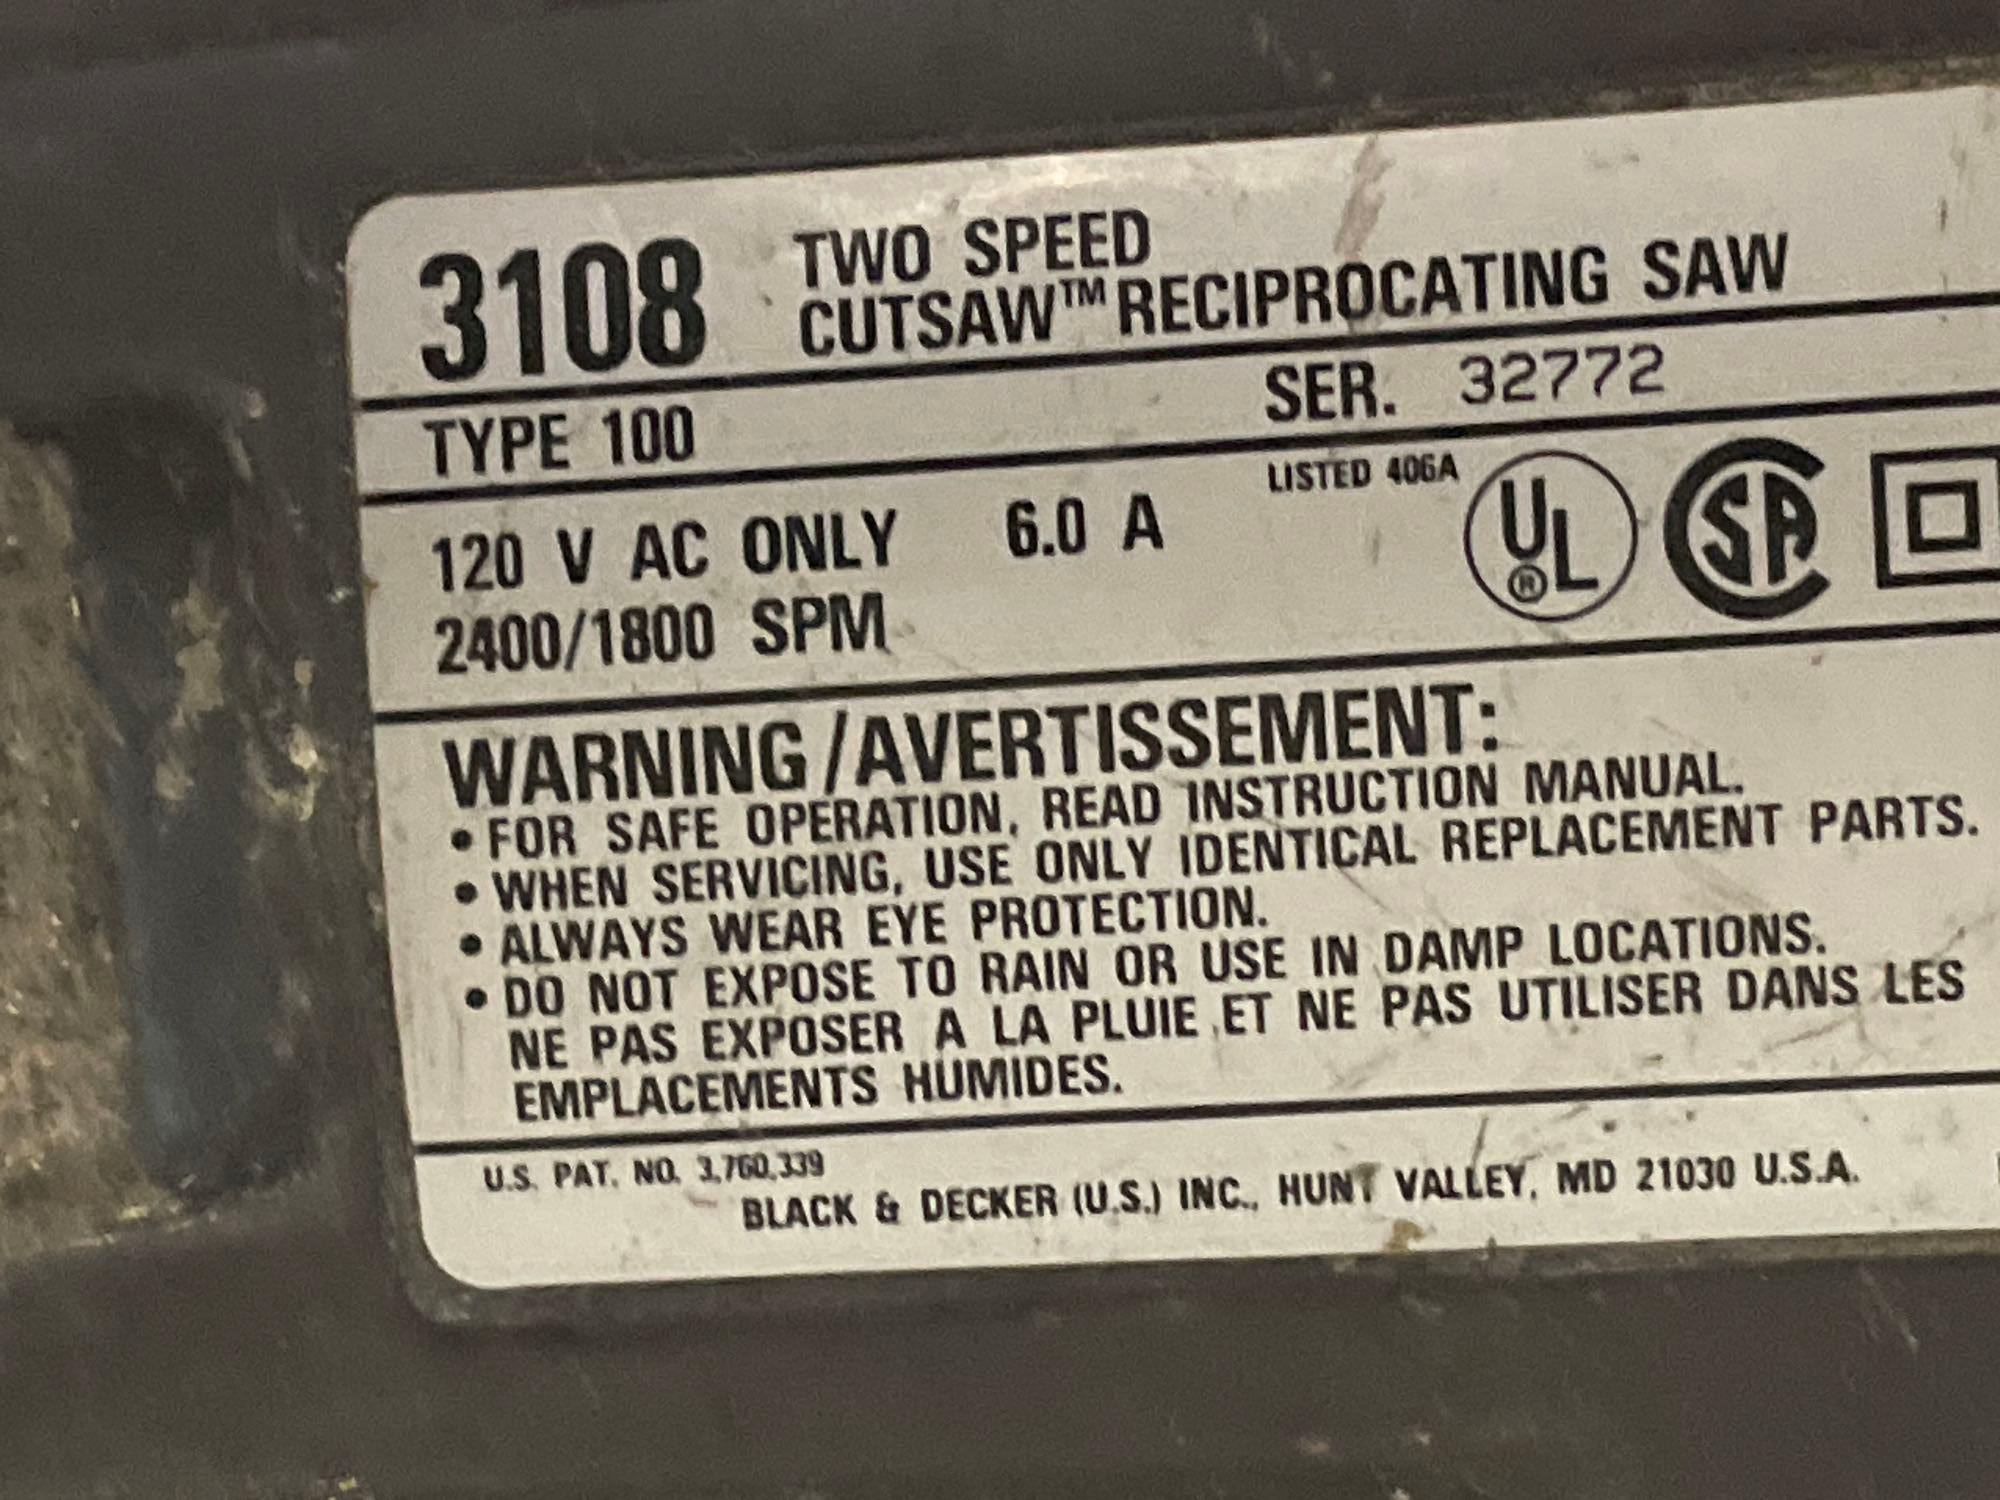 3108 TWO SPEED
CUTSAW™ RECIPROCATING SAW
TYPE 100 SER. 32772
120 V AC ONLY 6.0 A LISTED 406A UL ® SA
2400/1800 SPM
WARNING/AVERTISSEMENT:
• FOR SAFE OPERATION, READ INSTRUCTION MANUAL.
• WHEN SERVICING, USE ONLY IDENTICAL REPLACEMENT PARTS.
• ALWAYS WEAR EYE PROTECTION.
• DO NOT EXPOSE TO RAIN OR USE IN DAMP LOCATIONS.
NE PAS EXPOSER A LA PLUIE ET NE PAS UTILISER DANS LES
EMPLACEMENTS HUMIDES.
U.S. PAT. NO. 3,760,339
BLACK & DECKER (U.S.) INC., HUNT VALLEY, MD 21030 U.S.A.